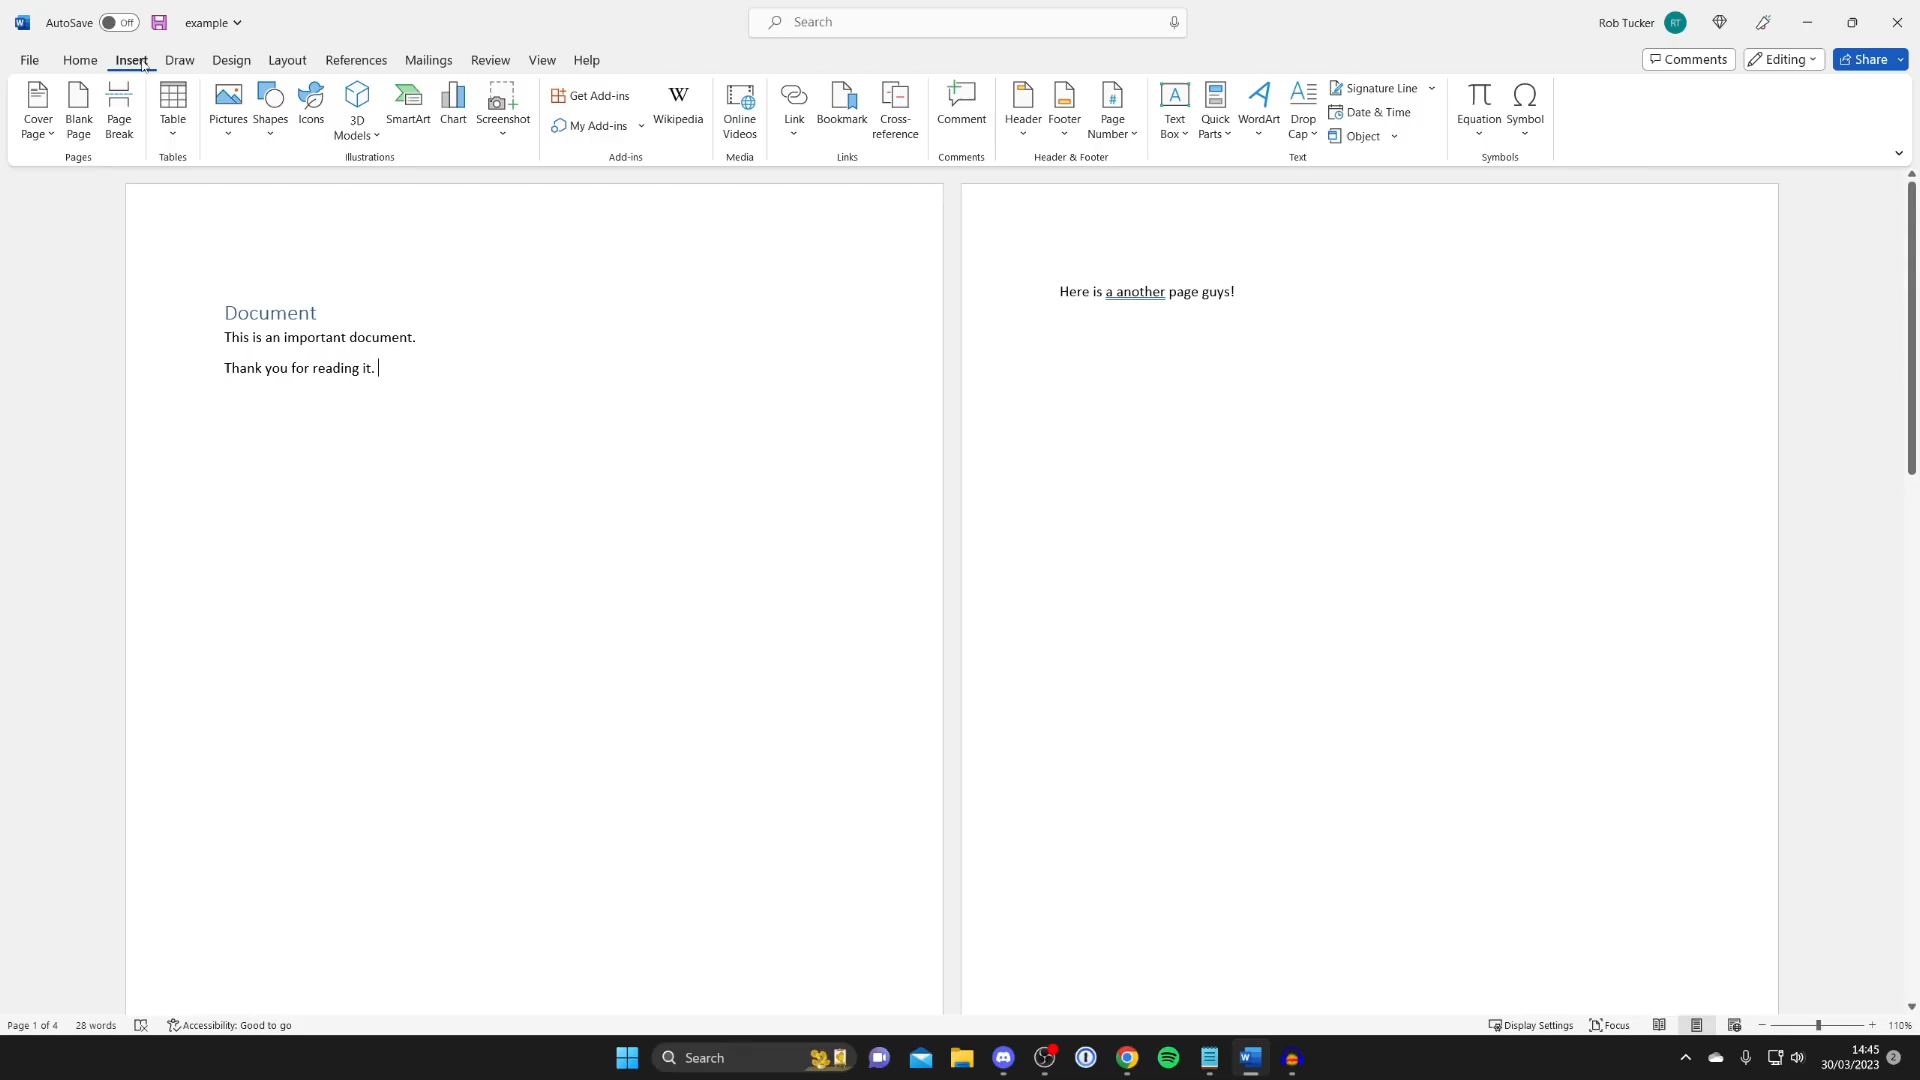 AutoSave Off example Search Rob Tucker RT
File Home Insert Draw Design Layout References Mailings Review View Help Comments Editing Share
Cover Page Blank Page Page Break Table Pictures Shapes Icons 3D Models SmartArt Chart Screenshot Get Add-ins My Add-ins Wikipedia Online Videos Link Bookmark Cross-reference Comment Header Footer Page Number Text Box Quick Parts WordArt Drop Cap Signature Line Date & Time Object Equation Symbol
Pages Tables Illustrations Add-ins Media Links Comments Header & Footer Text Symbols
Document
This is an important document.
Thank you for reading it.
Here is a another page guys!
Page 1 of 4 28 words Accessibility: Good to go Display Settings Focus 110%
Search 14:45
30/03/2023 2